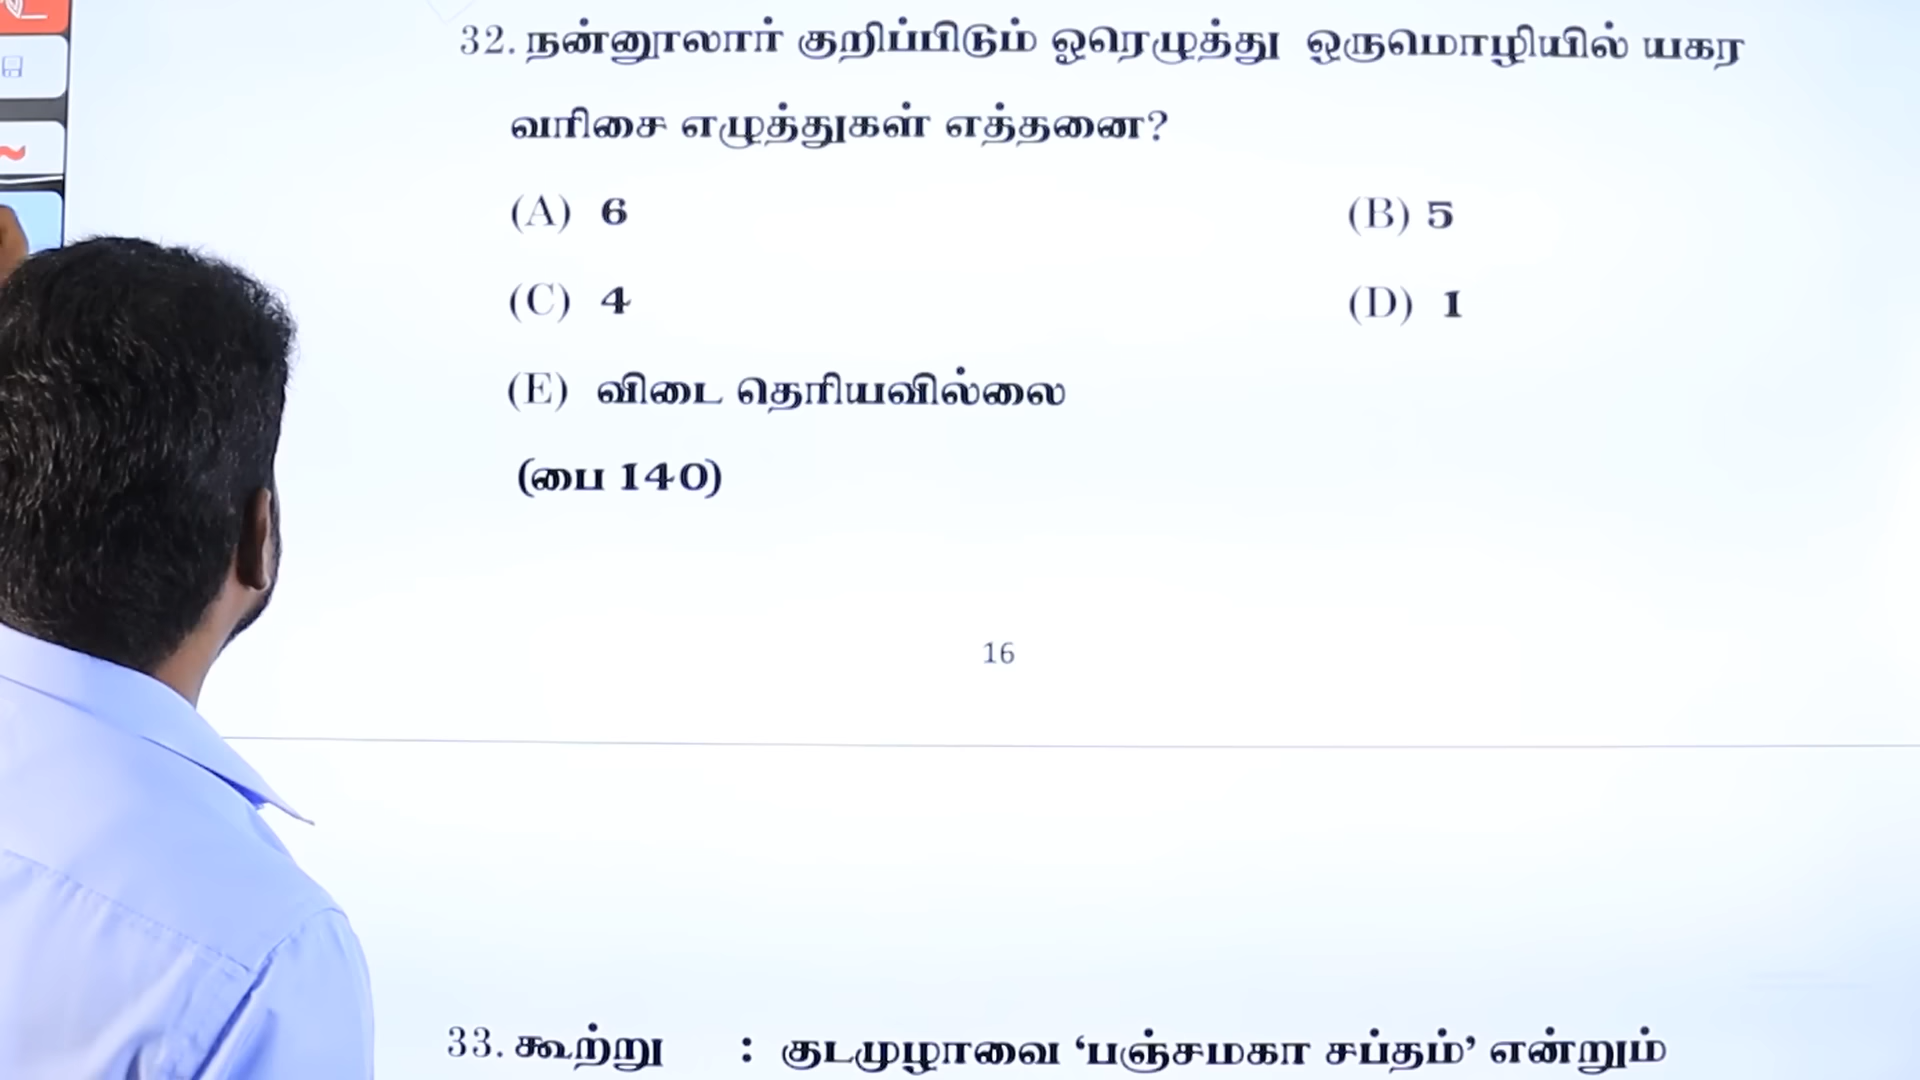 32. நன்னூலார் குறிப்பிடும் ஓரெழுத்து ஒருமொழியில் யகர
வரிசை எழுத்துகள் எத்தனை?
(A) 6 (B) 5
(C) 4 (D) 1
(E) விடை தெரியவில்லை
(பை 140)
16
33. கூற்று : குடமுழாவை ‘பஞ்சமகா சப்தம்’ என்றும்